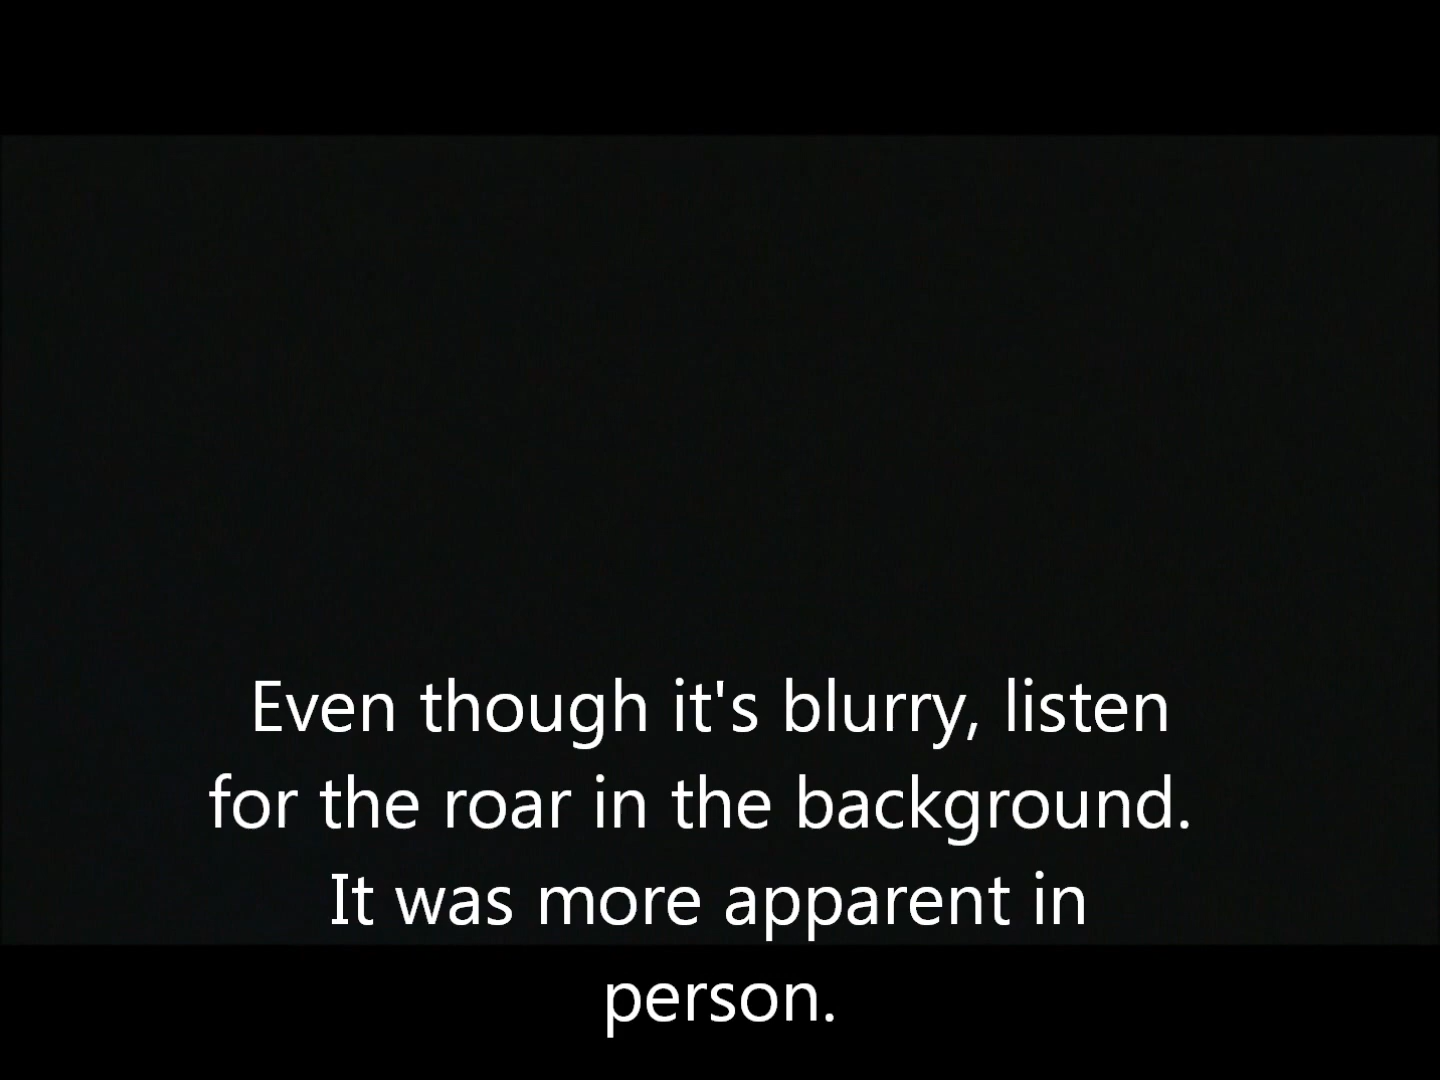 Even though it's blurry, listen
for the roar in the background.
It was more apparent in
person.